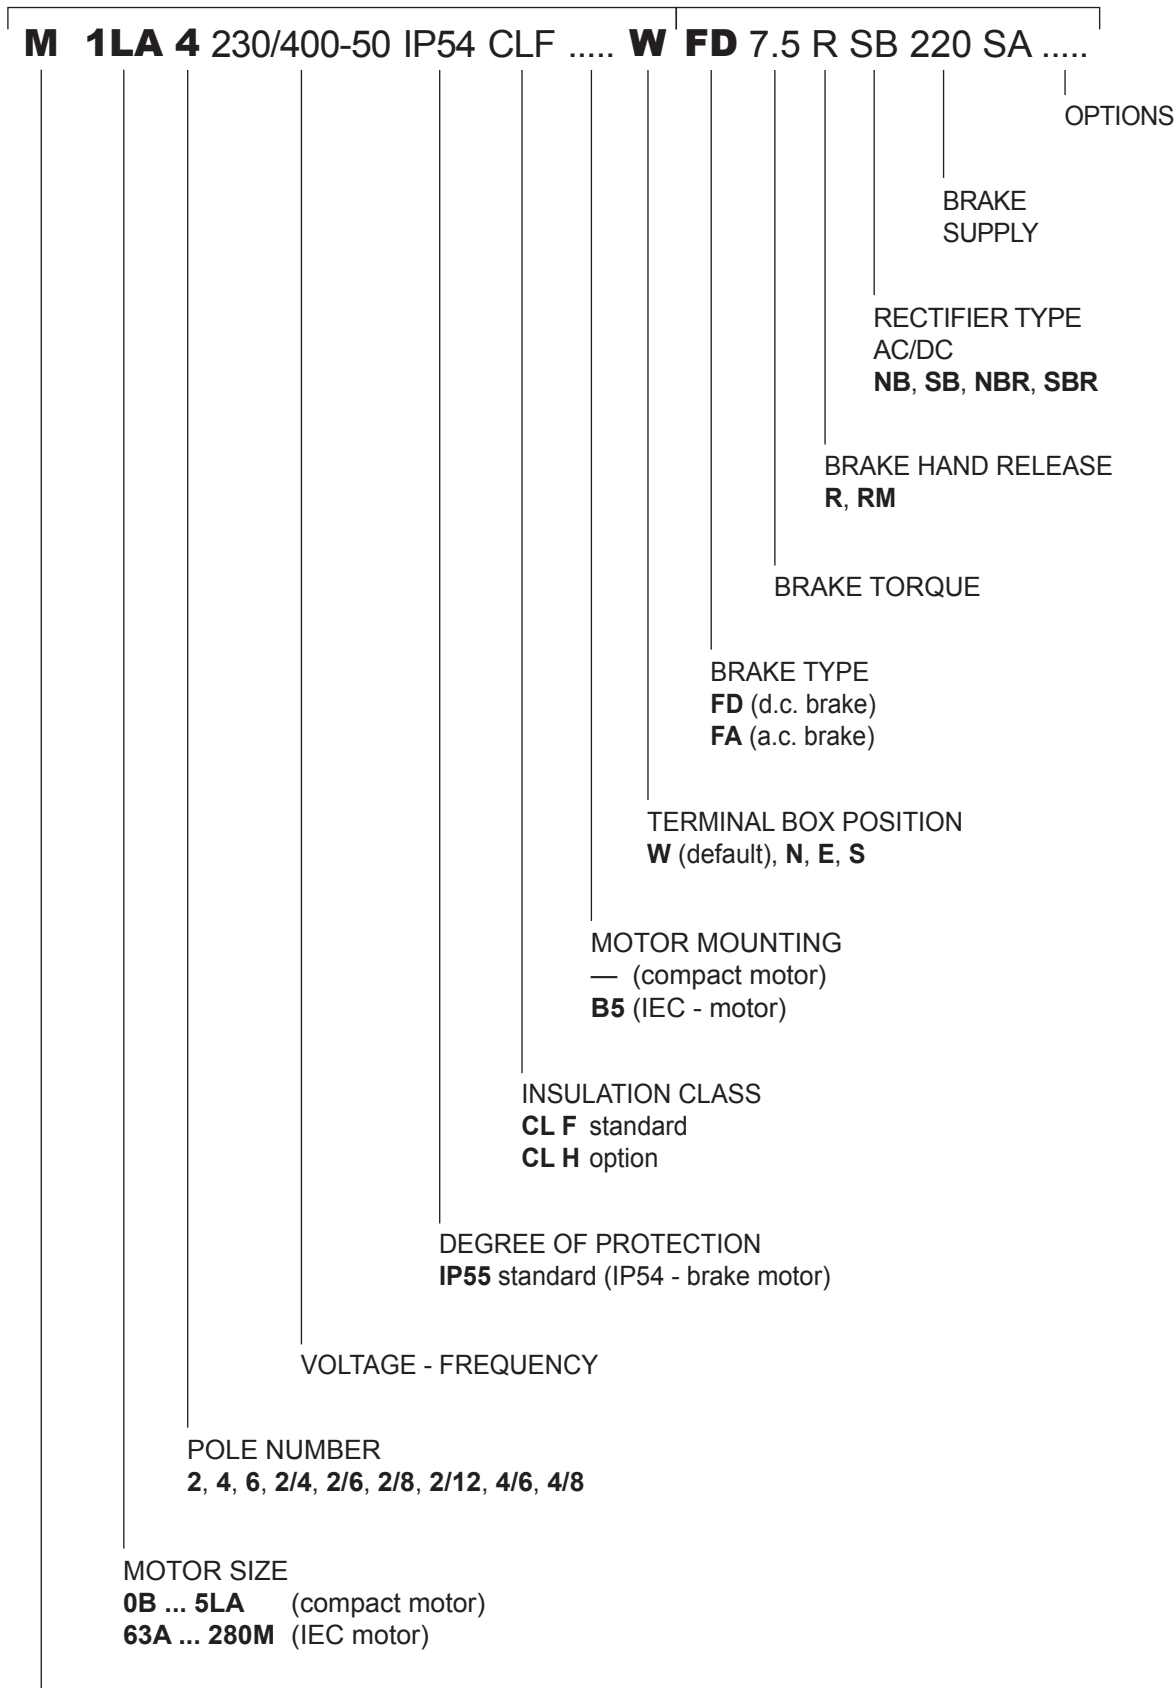 M 1LA 4 230/400-50 IP54 CLF ..... W FD 7.5 R SB 220 SA .....
OPTIONS
BRAKE
SUPPLY
RECTIFIER TYPE
AC/DC
NB, SB, NBR, SBR
BRAKE HAND RELEASE
R, RM
BRAKE TORQUE
BRAKE TYPE
FD (d.c. brake)
FA (a.c. brake)
TERMINAL BOX POSITION
W (default), N, E, S
MOTOR MOUNTING
— (compact motor)
B5 (IEC - motor)
INSULATION CLASS
CL F standard
CL H option
DEGREE OF PROTECTION
IP55 standard (IP54 - brake motor)
VOLTAGE - FREQUENCY
POLE NUMBER
2, 4, 6, 2/4, 2/6, 2/8, 2/12, 4/6, 4/8
MOTOR SIZE
0B ... 5LA (compact motor)
63A ... 280M (IEC motor)